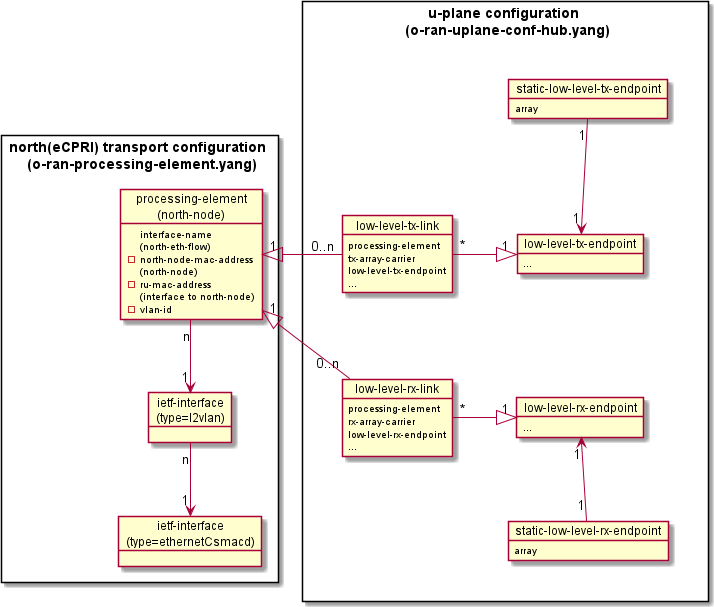 u-plane configuration
(o-ran-uplane-conf-hub.yang)
static-low-level-tx-endpoint
array
1
1
north(eCPRI) transport configuration
(o-ran-processing-element.yang)
processing-element
(north-node)
interface-name
(north-eth-flow)
north-node-mac-address
(north-node)
ru-mac-address
(interface to north-node)
vlan-id
1
0..n
low-level-tx-link
processing-element
tx-array-carrier
low-level-tx-endpoint
...
*
1
low-level-tx-endpoint
...
1
0..n
n
1
low-level-rx-link
processing-element
rx-array-carrier
low-level-rx-endpoint
...
*
1
low-level-rx-endpoint
...
ietf-interface
(type=l2vlan)
n
1
1
1
ietf-interface
(type=ethernetCsmacd)
static-low-level-rx-endpoint
array